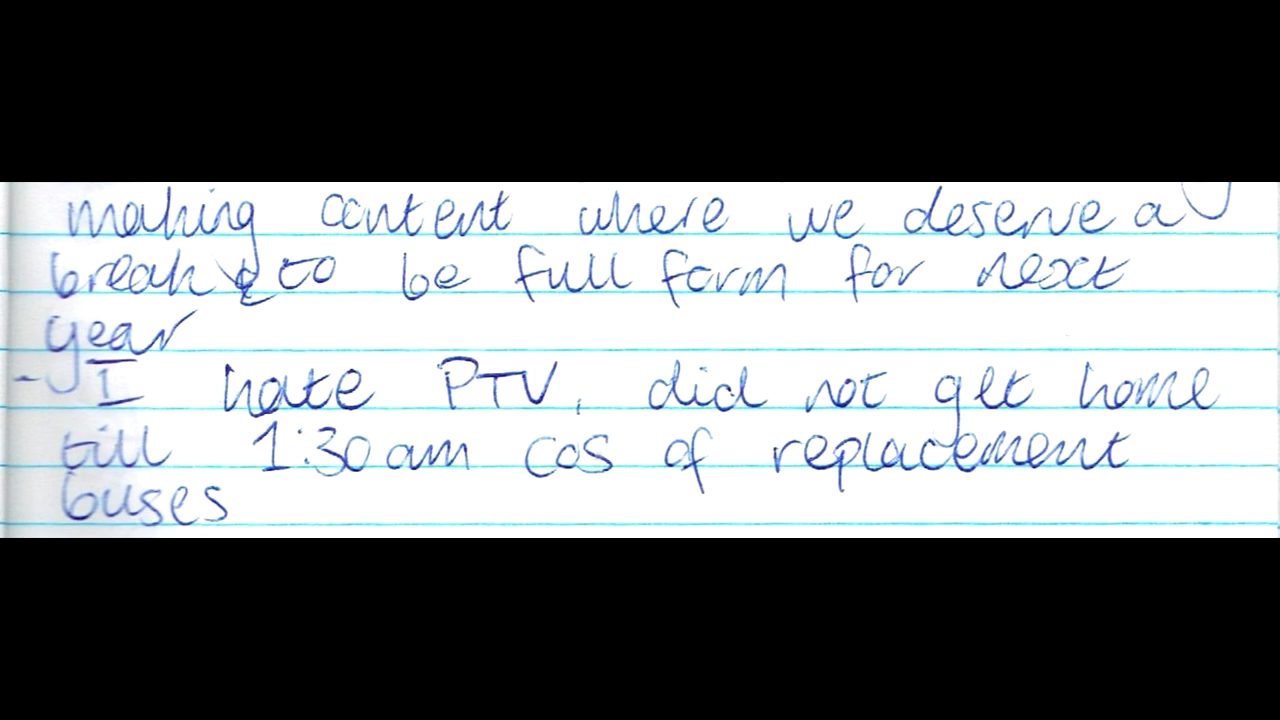 making content where we deserve a
break & to be full form for next
year
- I hate PTV, did not get home
till 1:30am cos of replacement
buses